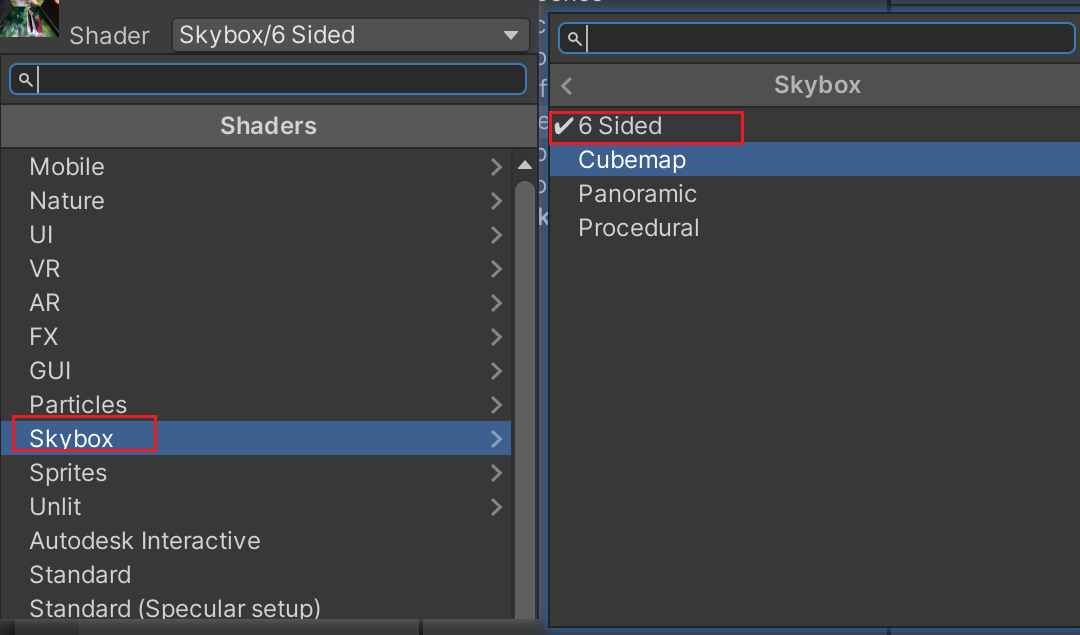 Shader
Skybox/6 Sided
Shaders
Mobile
Nature
UI
VR
AR
FX
GUI
Particles
Skybox
Sprites
Unlit
Autodesk Interactive
Standard
Standard (Specular setup)
Skybox
6 Sided
Cubemap
Panoramic
Procedural